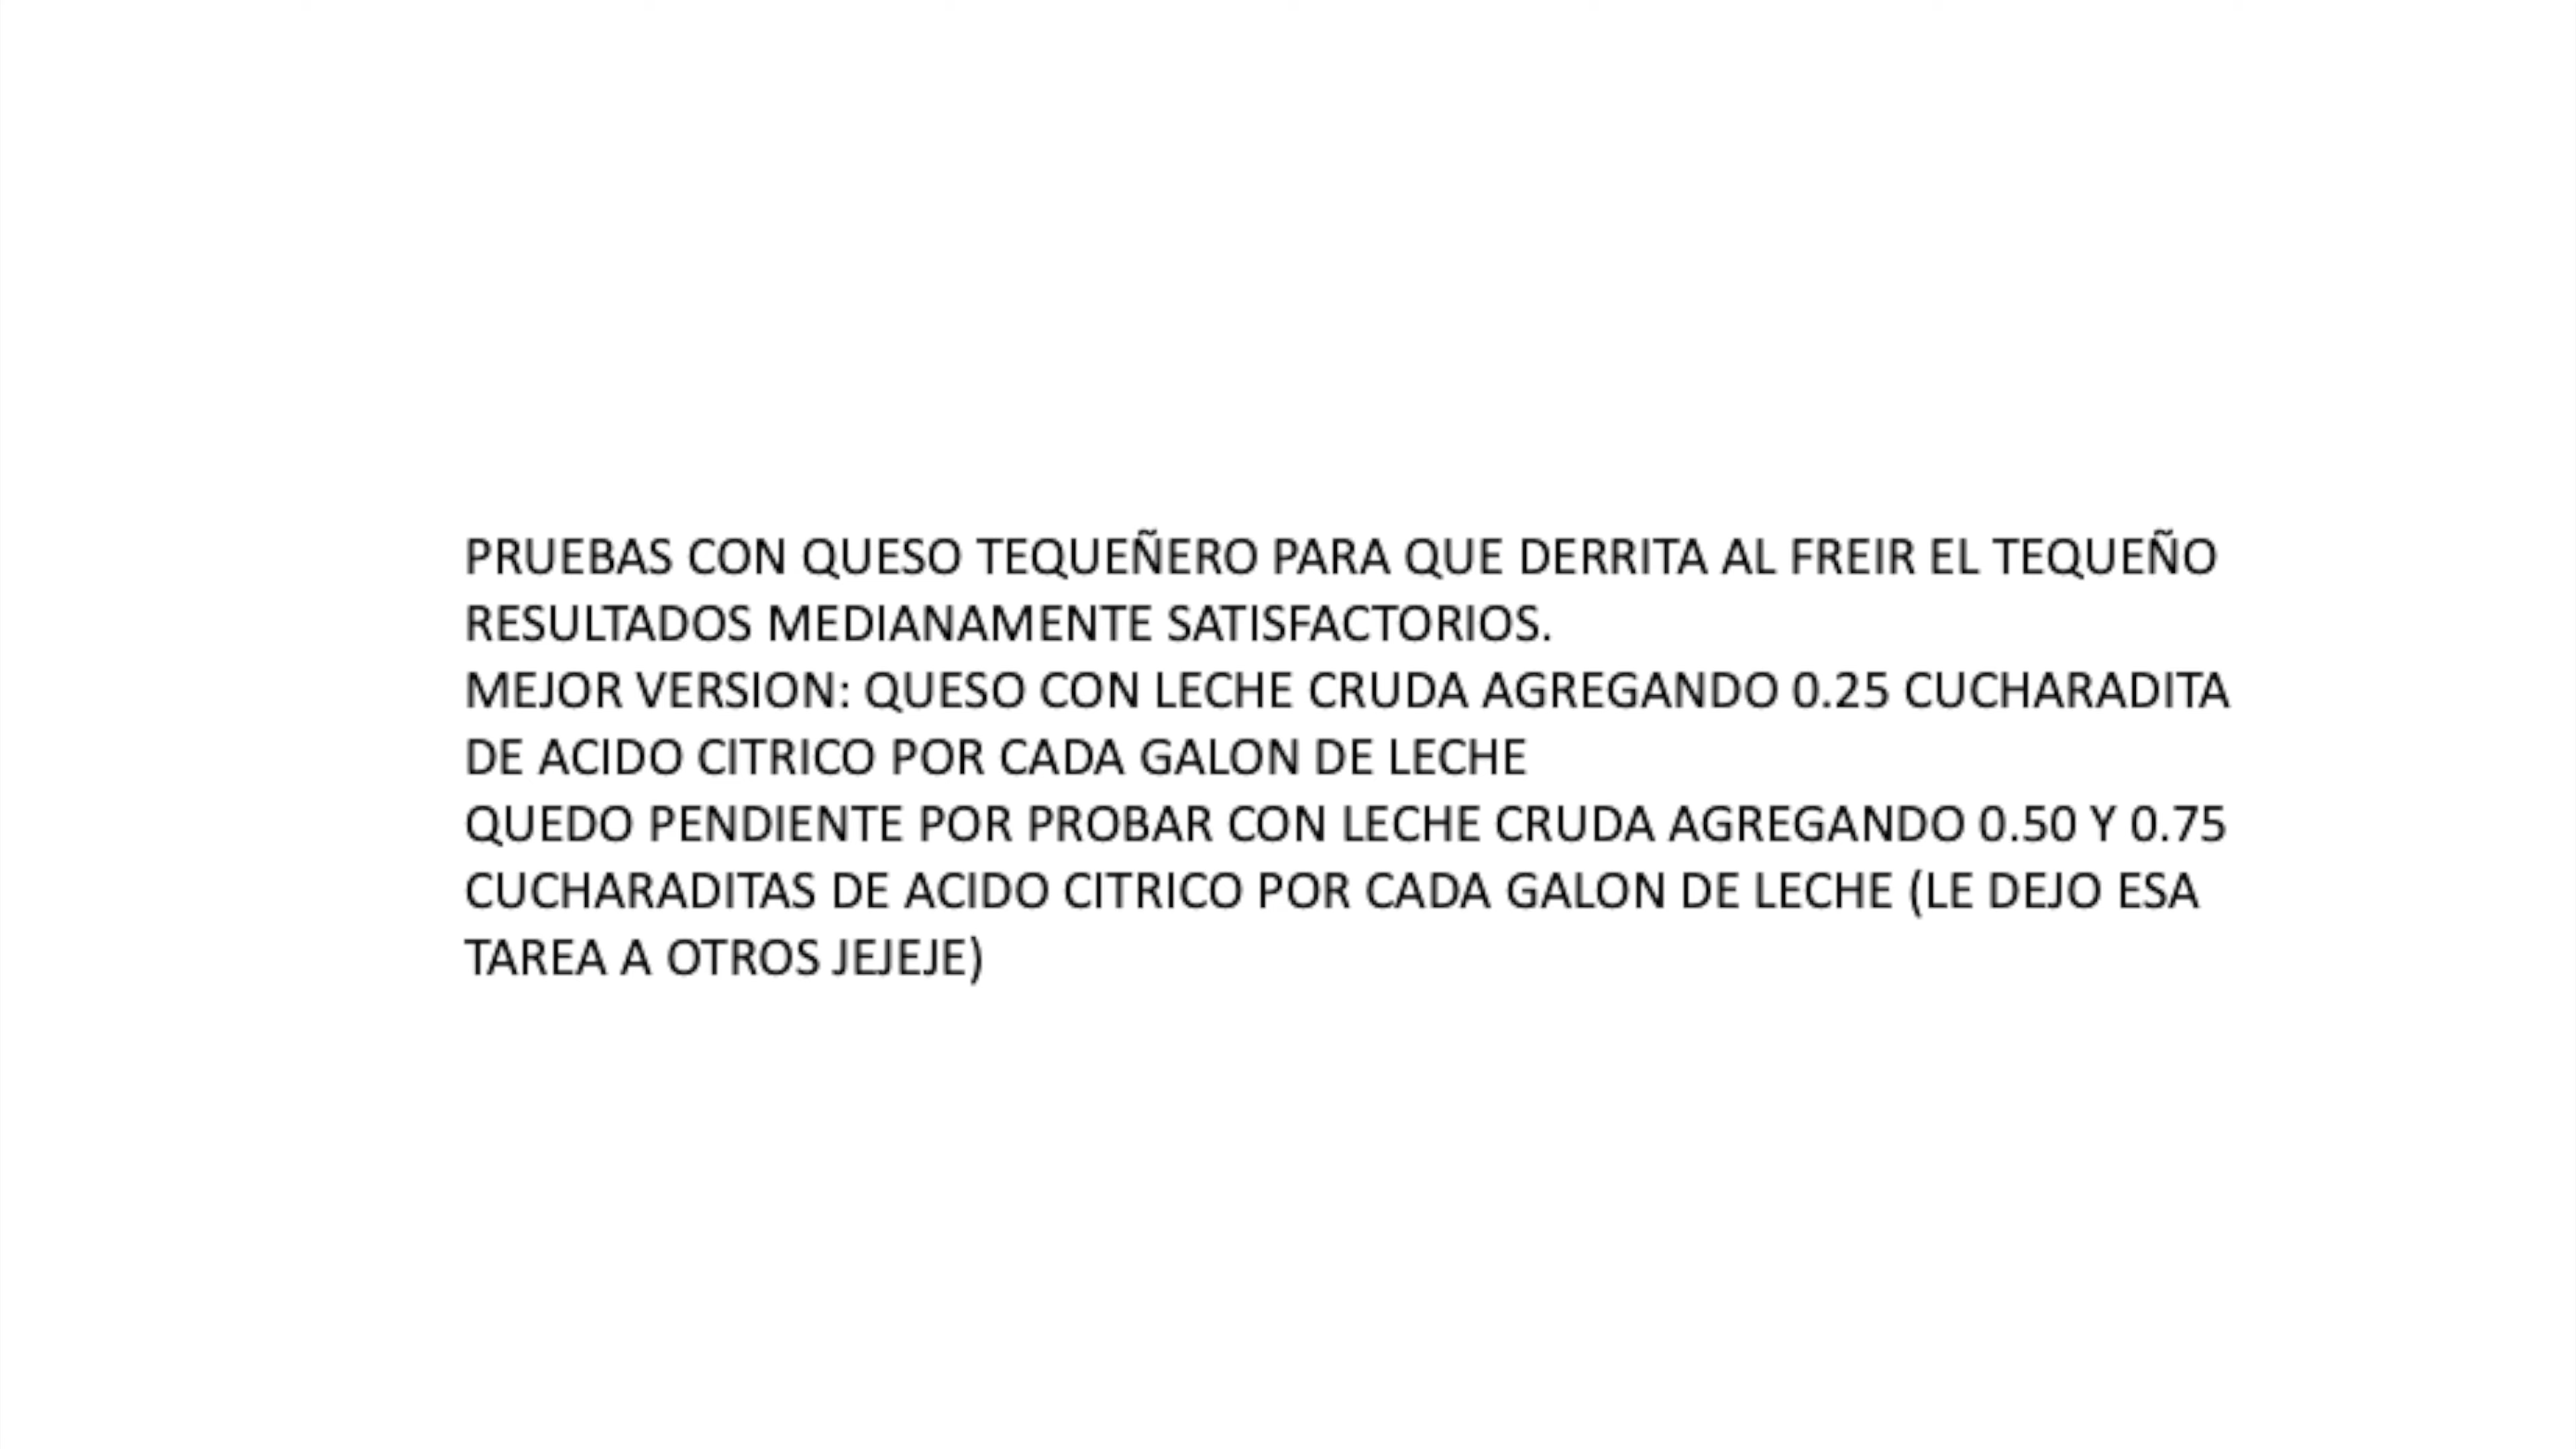 PRUEBAS CON QUESO TEQUEÑERO PARA QUE DERRITA AL FREIR EL TEQUEÑO
RESULTADOS MEDIANAMENTE SATISFACTORIOS.
MEJOR VERSION: QUESO CON LECHE CRUDA AGREGANDO 0.25 CUCHARADITA
DE ACIDO CITRICO POR CADA GALON DE LECHE
QUEDO PENDIENTE POR PROBAR CON LECHE CRUDA AGREGANDO 0.50 Y 0.75
CUCHARADITAS DE ACIDO CITRICO POR CADA GALON DE LECHE (LE DEJO ESA
TAREA A OTROS JEJEJE)